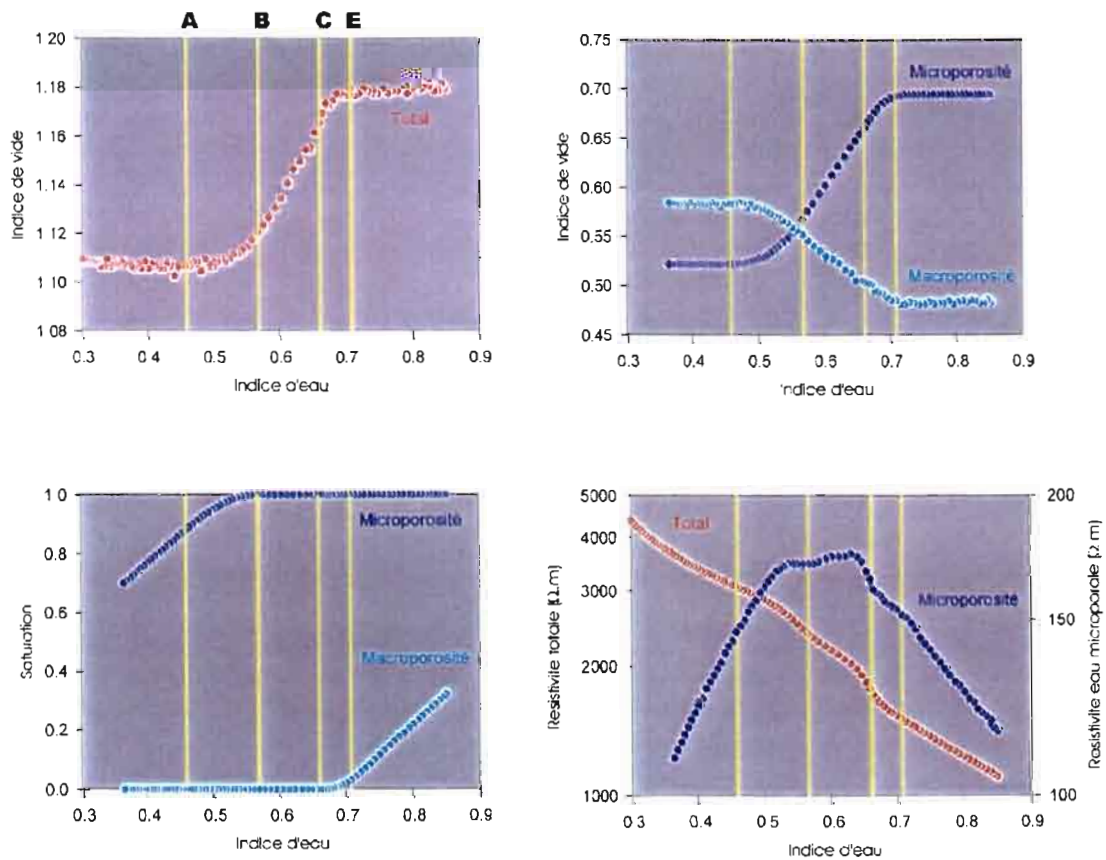 A B C E
1 20
1.18
1.16
1.14
1.12
1.10
1 08
Indice de vide
Total
0.3 0.4 0.5 0.6 0.7 0.8 0.9
Indice d'eau
0.75
0.70
0.65
0.60
0.55
0.50
0.45
Indice de vide
Microporosité
Macroporosité
0.3 0.4 0.5 0.6 0.7 0.8 0.9
Indice d'eau
1 0
0.8
0.6
0.4
0.2
0.0
Saturation
Microporosité
Macroporosité
0.3 0.4 0.5 0.6 0.7 0.8 0.9
Indice d'eau
5000
4000
3000
2000
1000
Resistivite totale [Ω.m]
Total
Microporosité
200
150
100
Resistivite eau microporale [Ω m]
0 3 0.4 0.5 0.6 0.7 0.8 0.9
Indice d'eau